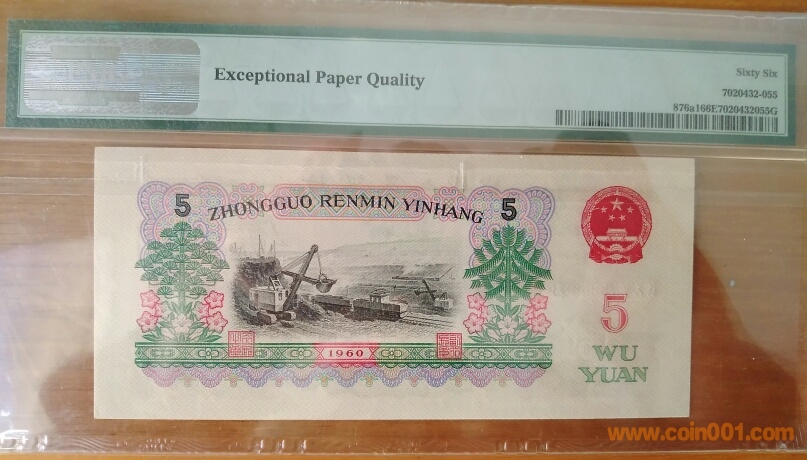 Exceptional Paper Quality
Sixty Six
7020432-055
876a166E7020432055G
5 ZHONGGUO RENMIN YINHANG 5
5
1960
WU
YUAN
www.coin001.com